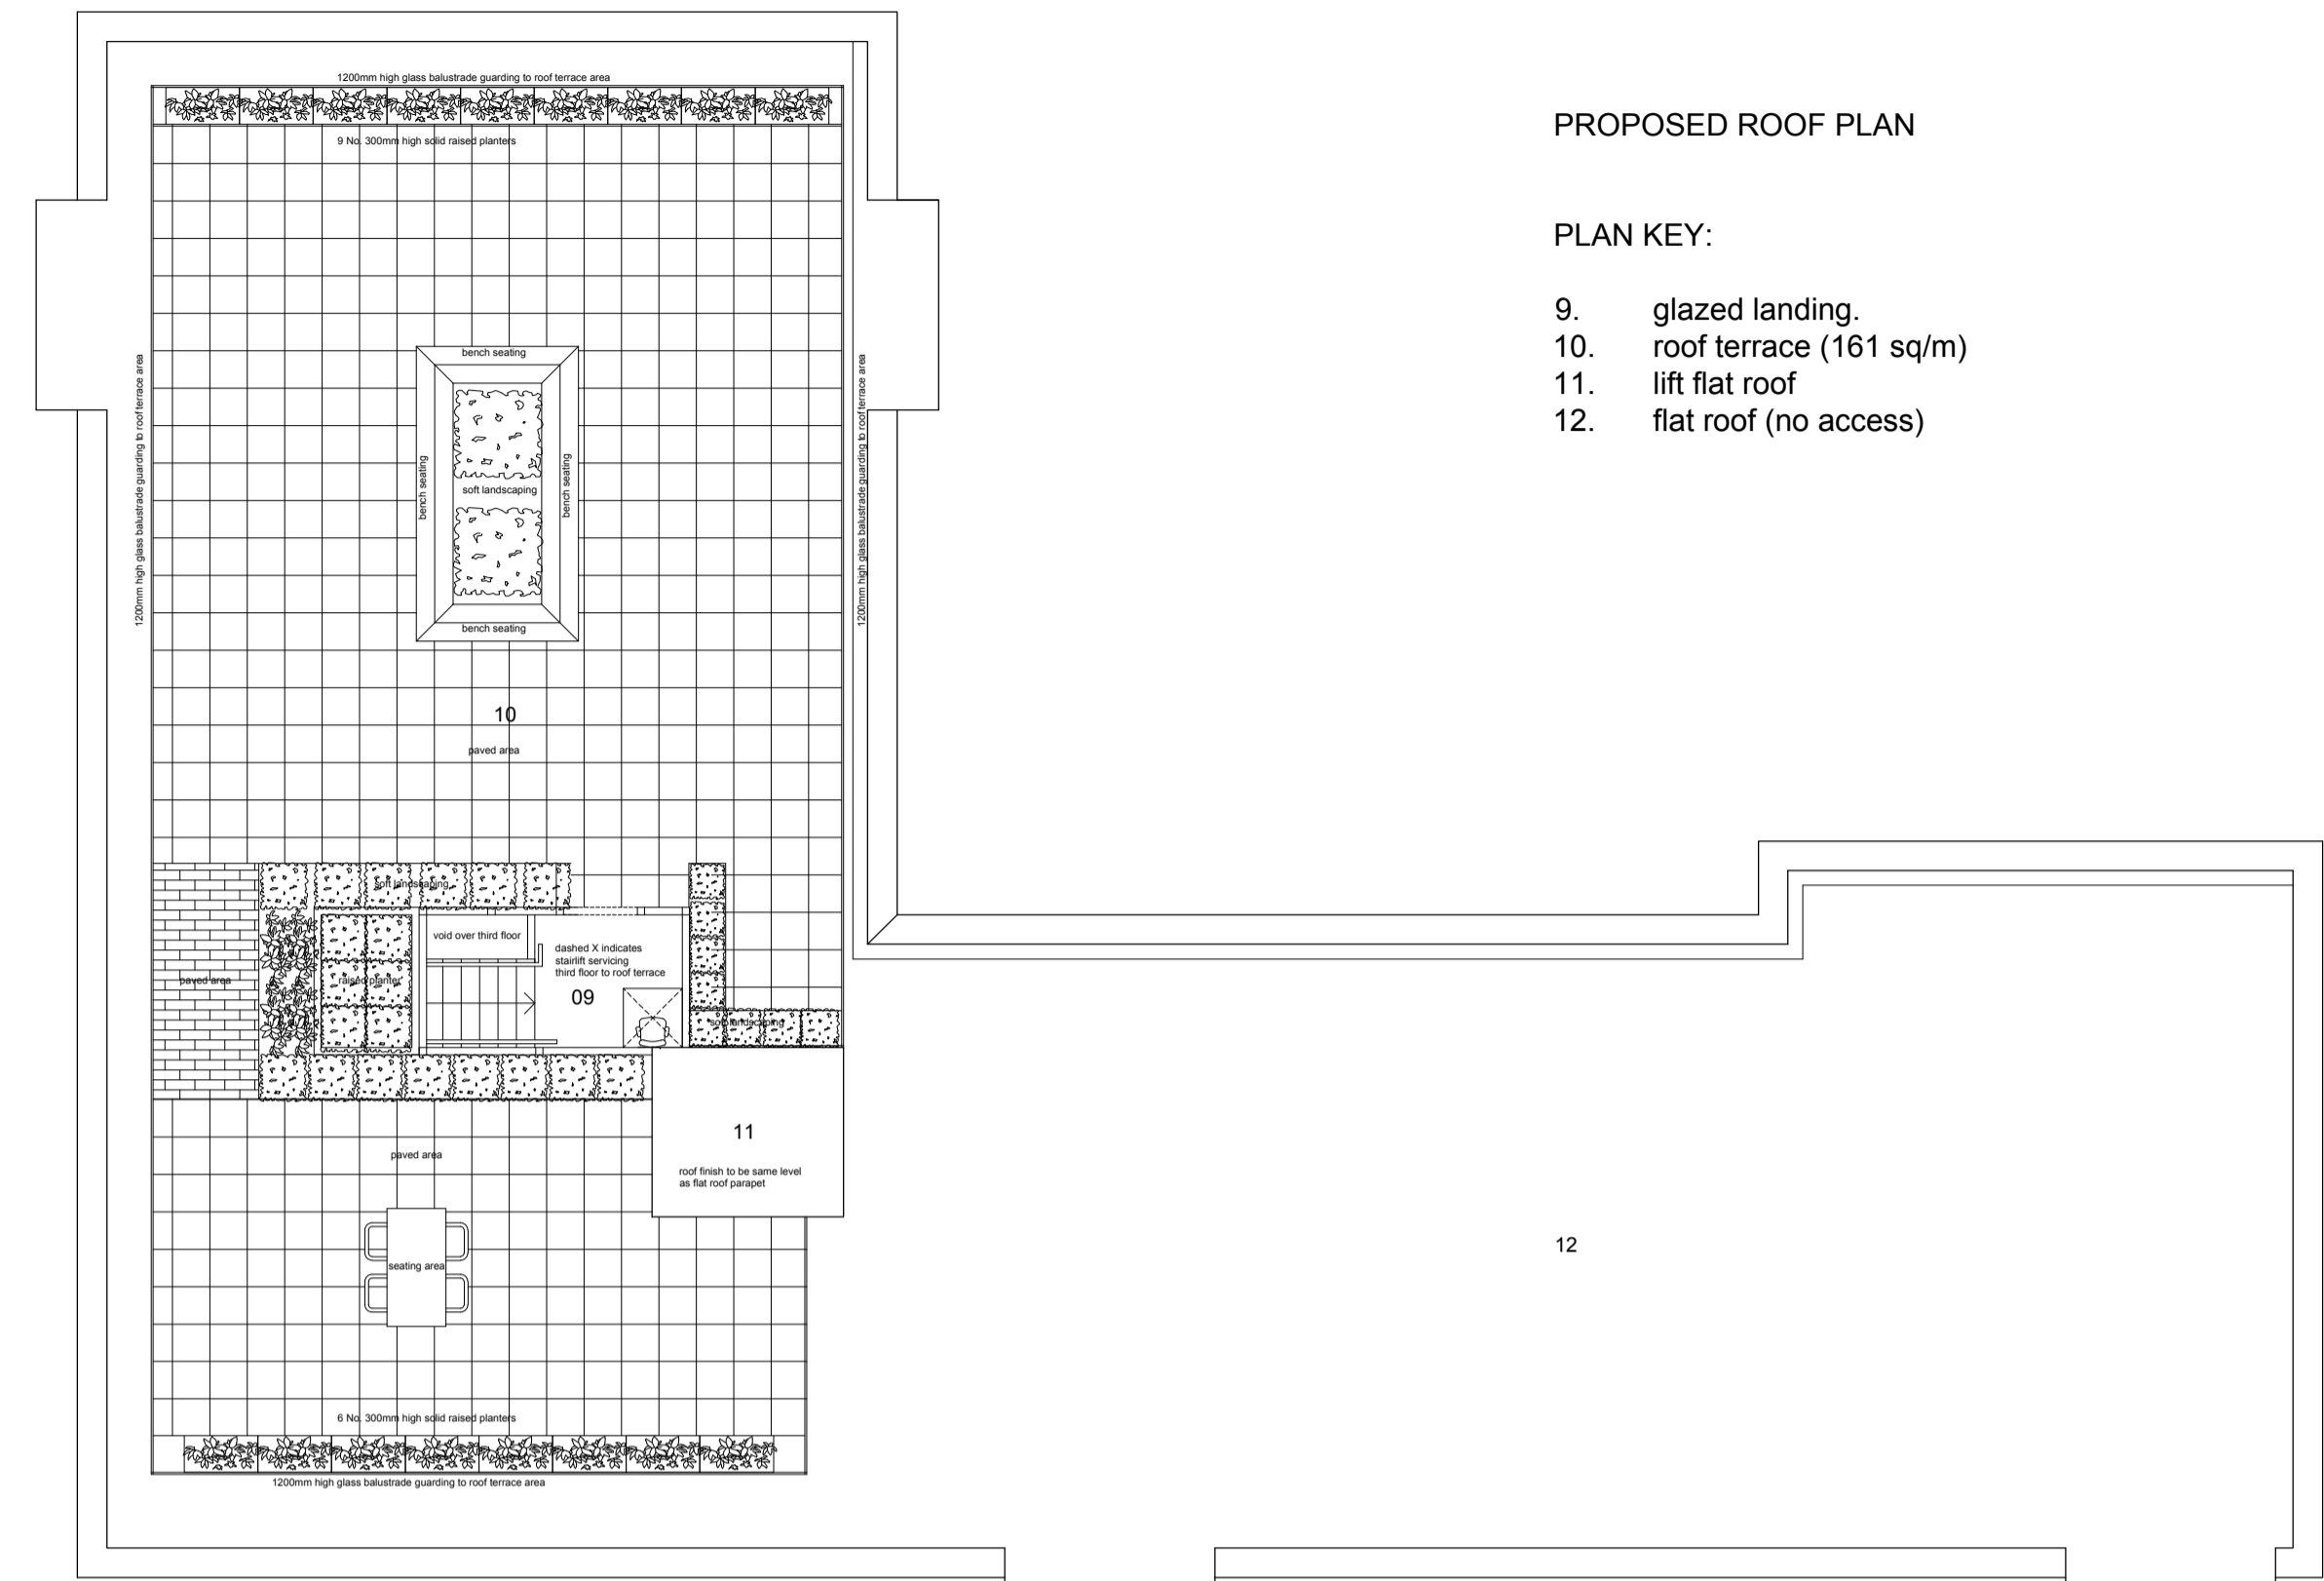 1200mm high glass balustrade guarding to roof terrace area
9 No. 300mm high solid raised planters
PROPOSED ROOF PLAN
PLAN KEY:
9. glazed landing.
10. roof terrace (161 sq/m)
11. lift flat roof
12. flat roof (no access)
1200mm high glass balustrade guarding to roof terrace area
1200mm high glass balustrade guarding to roof terrace area
bench seating
bench seating
bench seating
soft landscaping
bench seating
10
paved area
soft landscaping
void over third floor
dashed X indicates
stairlift servicing
third floor to roof terrace
09
paved area
raised planter
soft landscaping
11
roof finish to be same level
as flat roof parapet
paved area
seating area
12
6 No. 300mm high solid raised planters
1200mm high glass balustrade guarding to roof terrace area